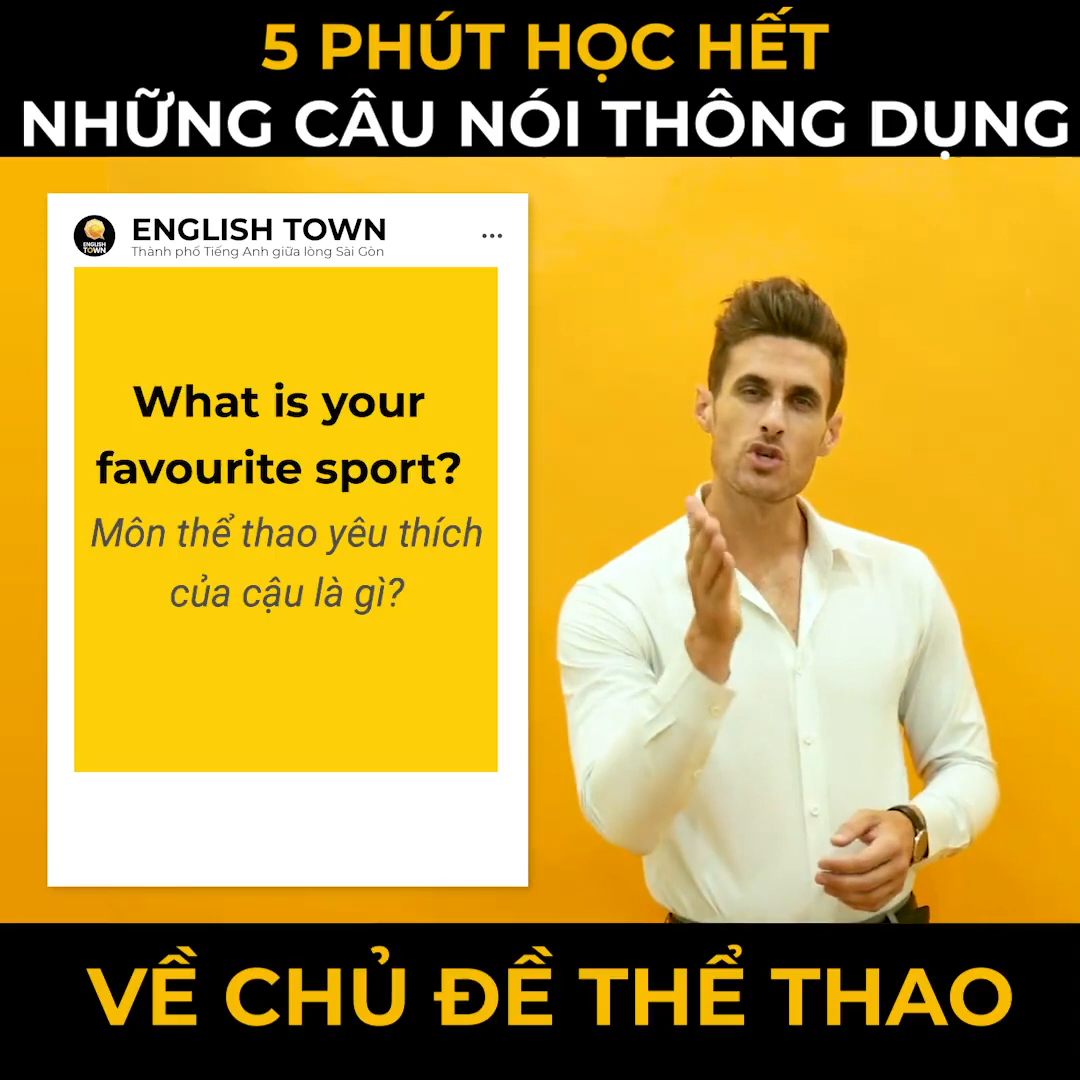 5 PHÚT HỌC HẾT
NHỮNG CÂU NÓI THÔNG DỤNG
ENGLISH TOWN
ENGLISH TOWN
Thành phố Tiếng Anh giữa lòng Sài Gòn
What is your
favourite sport?
Môn thể thao yêu thích
của cậu là gì?
VỀ CHỦ ĐỀ THỂ THAO